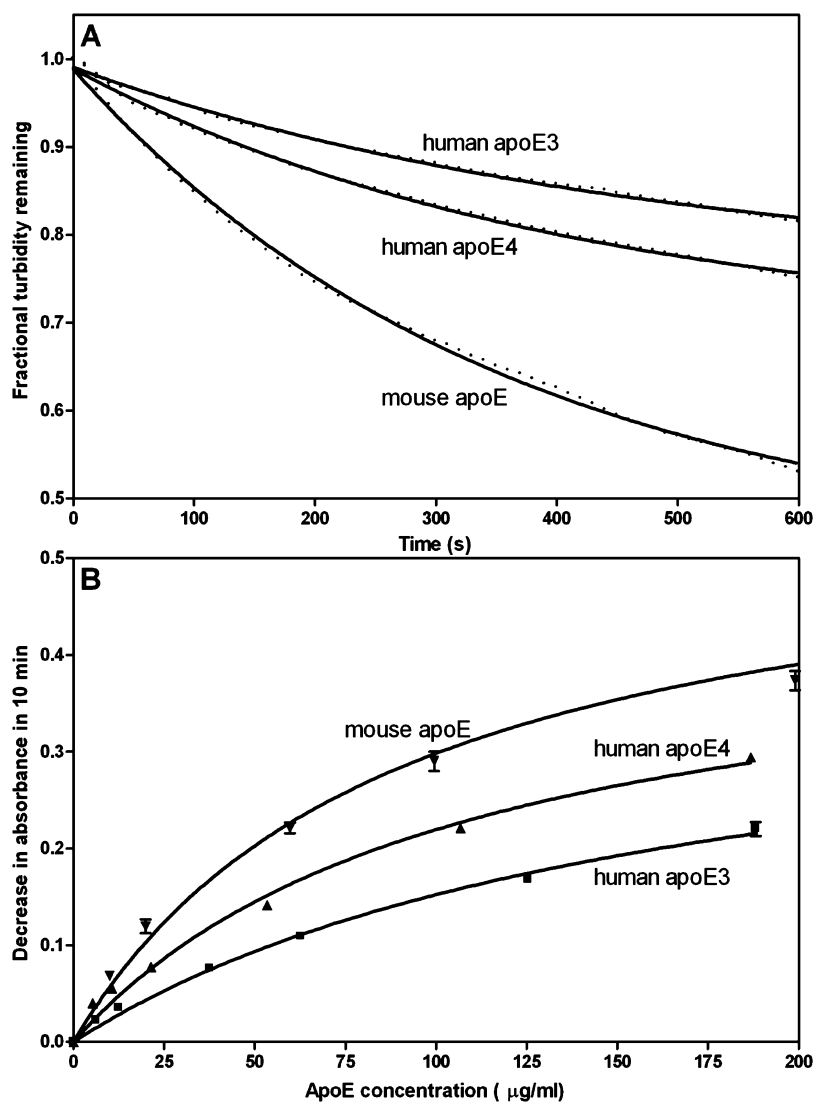 A
1.0
human apoE3
0.9
Fractional turbidity remaining
human apoE4
0.8
0.7
mouse apoE
0.6
0.5
0 100 200 300 400 500 600
Time (s)
0.5
B
0.4
Decrease in absorbance in 10 min
mouse apoE
human apoE4
0.3
0.2
human apoE3
0.1
0.0
0 25 50 75 100 125 150 175 200
ApoE concentration ( μg/ml)